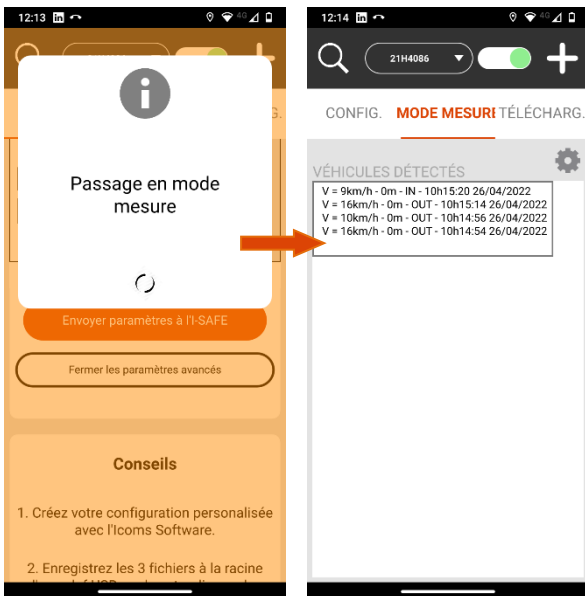 12:13
4G
G.
Passage en mode
mesure
Envoyer paramètres à l'I-SAFE
Fermer les paramètres avancés
Conseils
1. Créez votre configuration personalisée
avec l'Icoms Software.
2. Enregistrez les 3 fichiers à la racine
12:14
4G
21H4086
CONFIG. MODE MESURE TÉLÉCHARG.
VÉHICULES DÉTECTÉS
V = 9km/h - 0m - IN - 10h15:20 26/04/2022
V = 16km/h - 0m - OUT - 10h15:14 26/04/2022
V = 10km/h - 0m - OUT - 10h14:56 26/04/2022
V = 16km/h - 0m - OUT - 10h14:54 26/04/2022